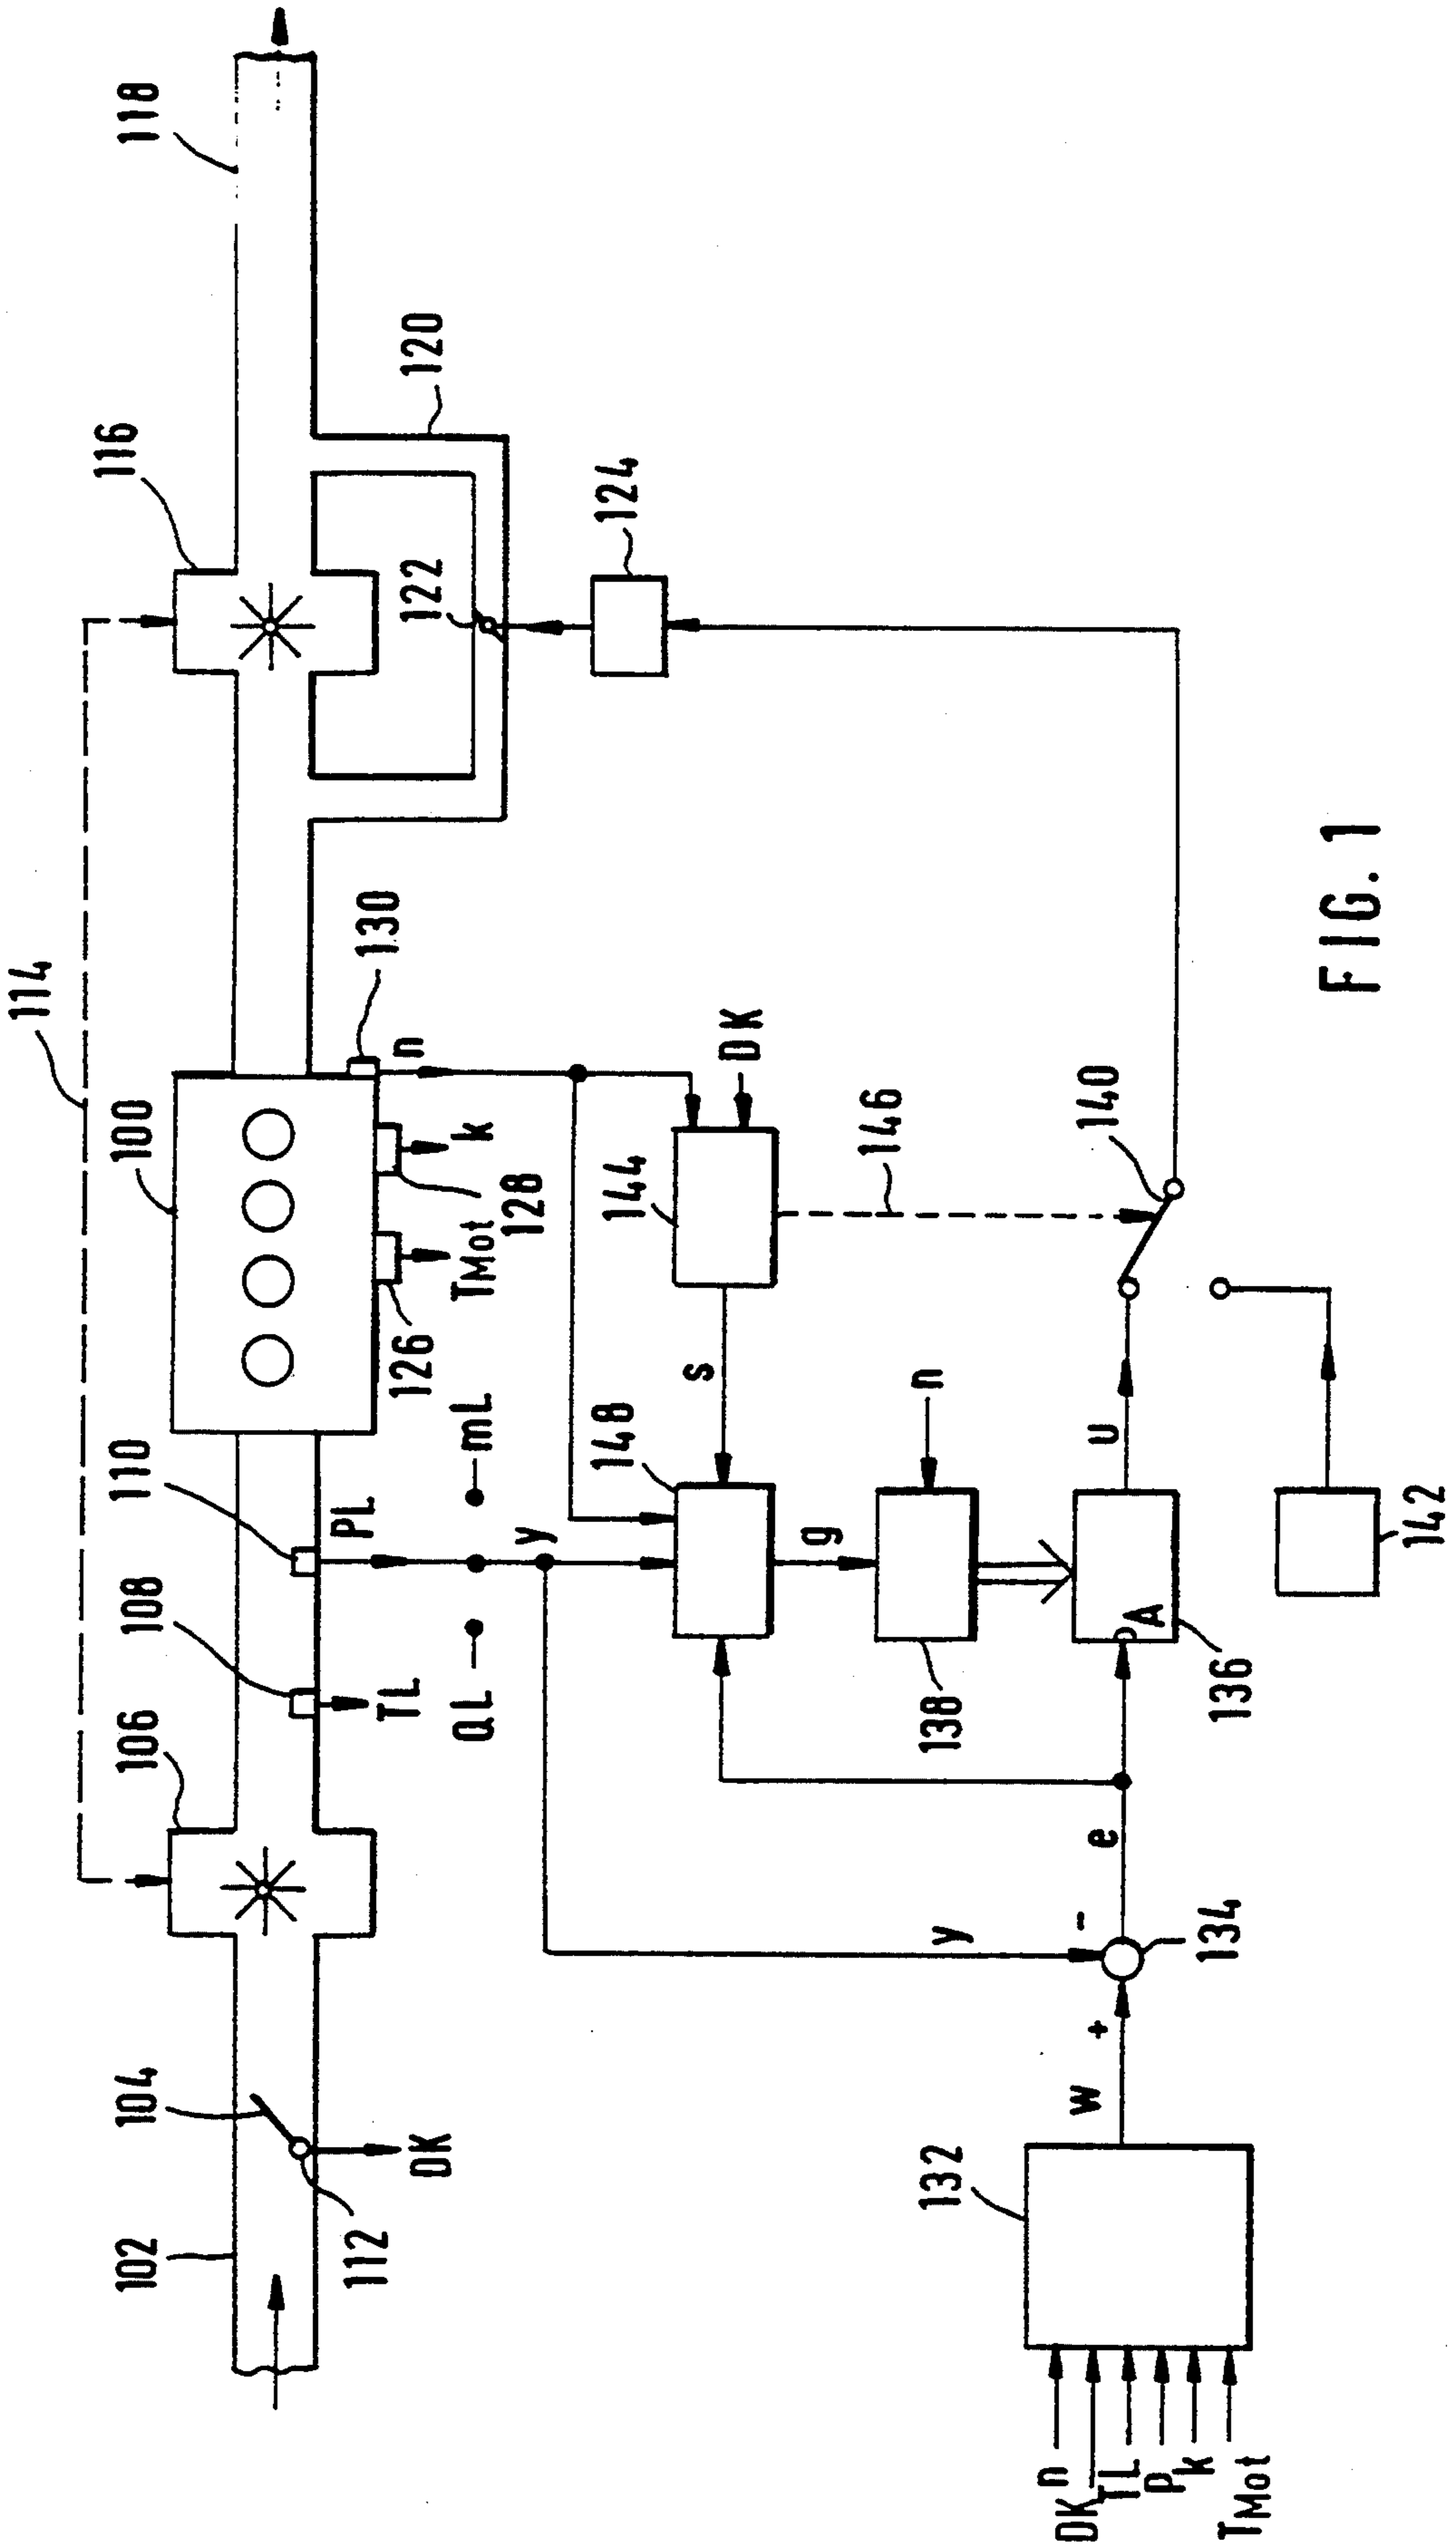 114
106
108
110
100
116
118
102
104
112
DK
TL
PL
QL
mL
126
TMot
128
k
130
n
122
120
124
y
y
148
s
144
DK
146
g
n
138
132
n
DK
TL
P
k
TMot
w
+
-
134
e
A
136
u
140
142
FIG. 1